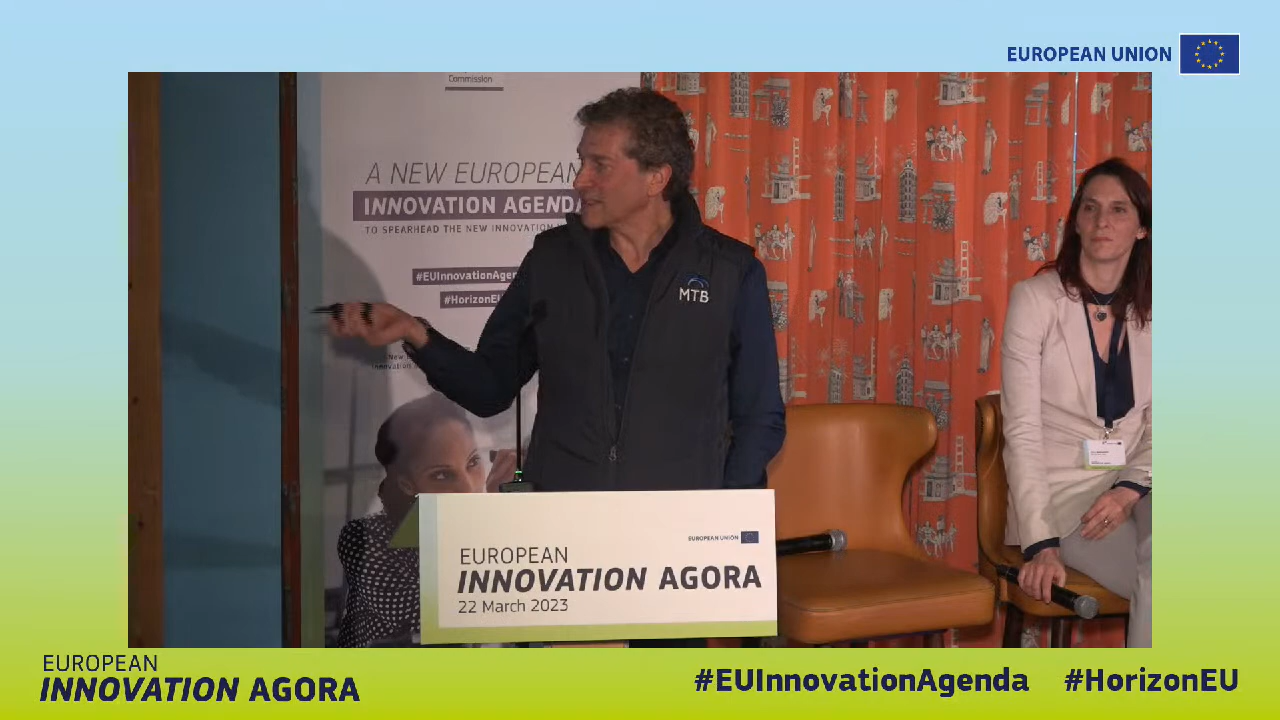 EUROPEAN UNION
Commission
A NEW EUROPEAN
INNOVATION AGENDA
TO SPEARHEAD THE NEW INNOVATION
#EUInnovationAgen
#HorizonEU
MTB
EUROPEAN UNION
EUROPEAN
INNOVATION AGORA
22 March 2023
EUROPEAN
INNOVATION AGORA
#EUInnovationAgenda #HorizonEU